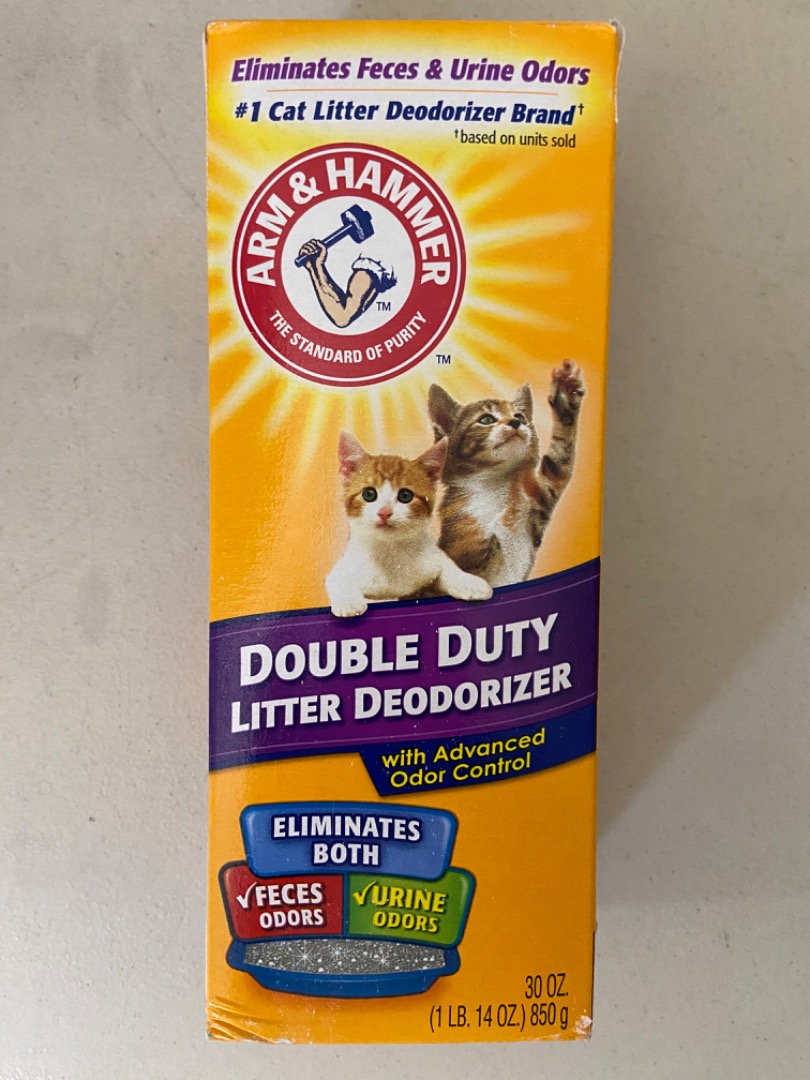 Eliminates Feces & Urine Odors
#1 Cat Litter Deodorizer Brand†
†based on units sold
ARM & HAMMER
TM
THE STANDARD OF PURITY
TM
DOUBLE DUTY
LITTER DEODORIZER
with Advanced
Odor Control
ELIMINATES
BOTH
✓FECES
ODORS
✓URINE
ODORS
30 OZ.
(1 LB. 14 OZ.) 850 g